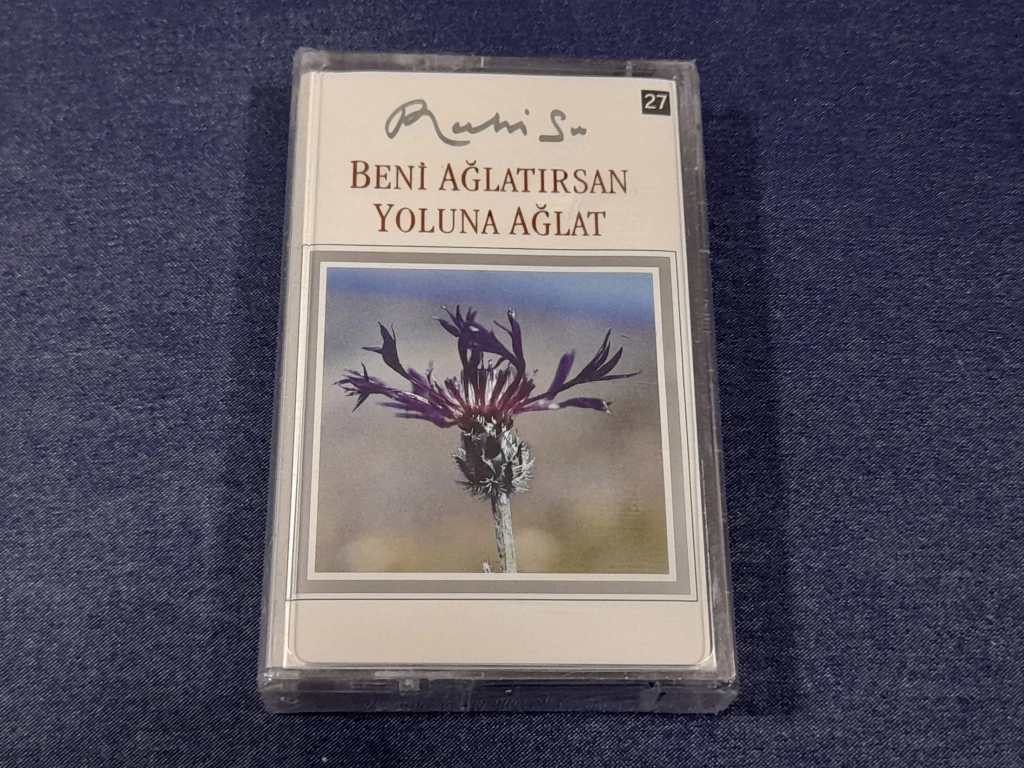 27
Ruhi Su
BENİ AĞLATIRSAN
YOLUNA AĞLAT